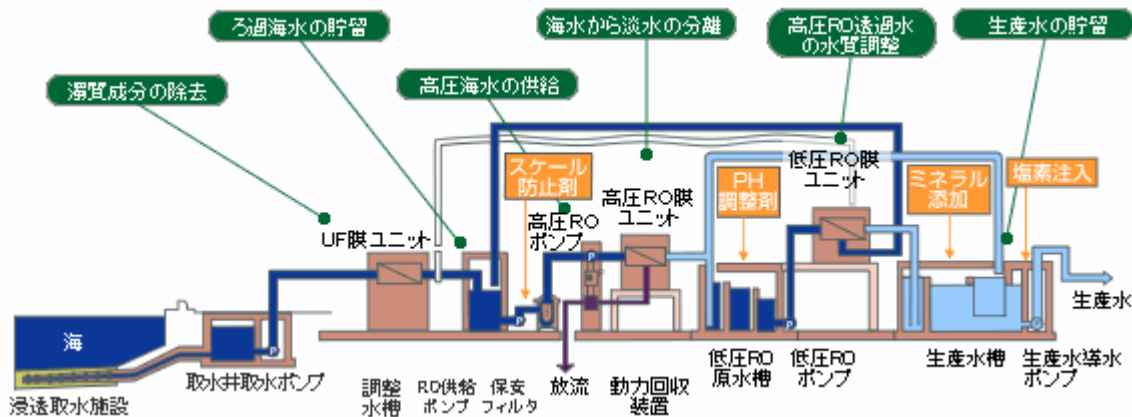 ろ過海水の貯留
海水から淡水の分離
高圧RO透過水
の水質調整
生産水の貯留
濁質成分の除去
高圧海水の供給
スケール
防止剤
高圧RO
ポンプ
高圧RO膜
ユニット
PH
調整剤
低圧RO膜
ユニット
ミネラル
添加
塩素注入
UF膜ユニット
P
P
P
P
P
P
海
生産水
取水井取水ポンプ
浸透取水施設
調整
水槽
RO供給
ポンプ
保安
フィルタ
放流
動力回収
装置
低圧RO
原水槽
低圧RO
ポンプ
生産水槽
生産水導水
ポンプ